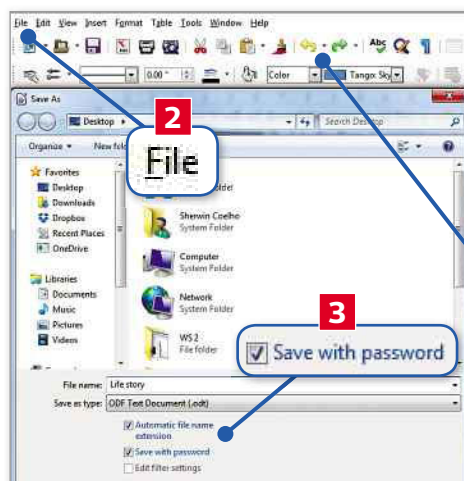 File Edit View Insert Format Table Tools Window Help
0.00" Color Tango: Sky
Save As
Desktop Search Desktop
Organize New
2
File
Favorites
Desktop
Downloads
Dropbox
Recent Places
OneDrive
Libraries
Documents
Music
Pictures
Videos
Sherwin Coelho
System Folder
Computer
System Folder
Network
System Folder
WS2
File folder
3
Save with password
File name: Life story
Save as type: ODF Text Document (.odt)
Automatic file name
extension
Save with password
Edit filter settings